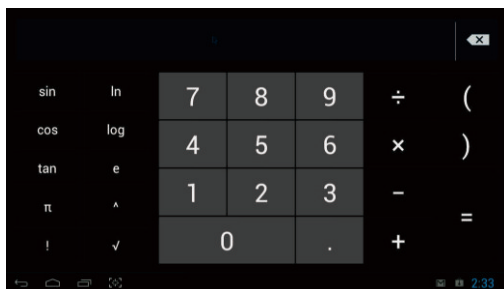 sin ln 7 8 9 ÷ (
cos log 4 5 6 × )
tan e 1 2 3 −
π ^ =
! √ 0 . +
2:33